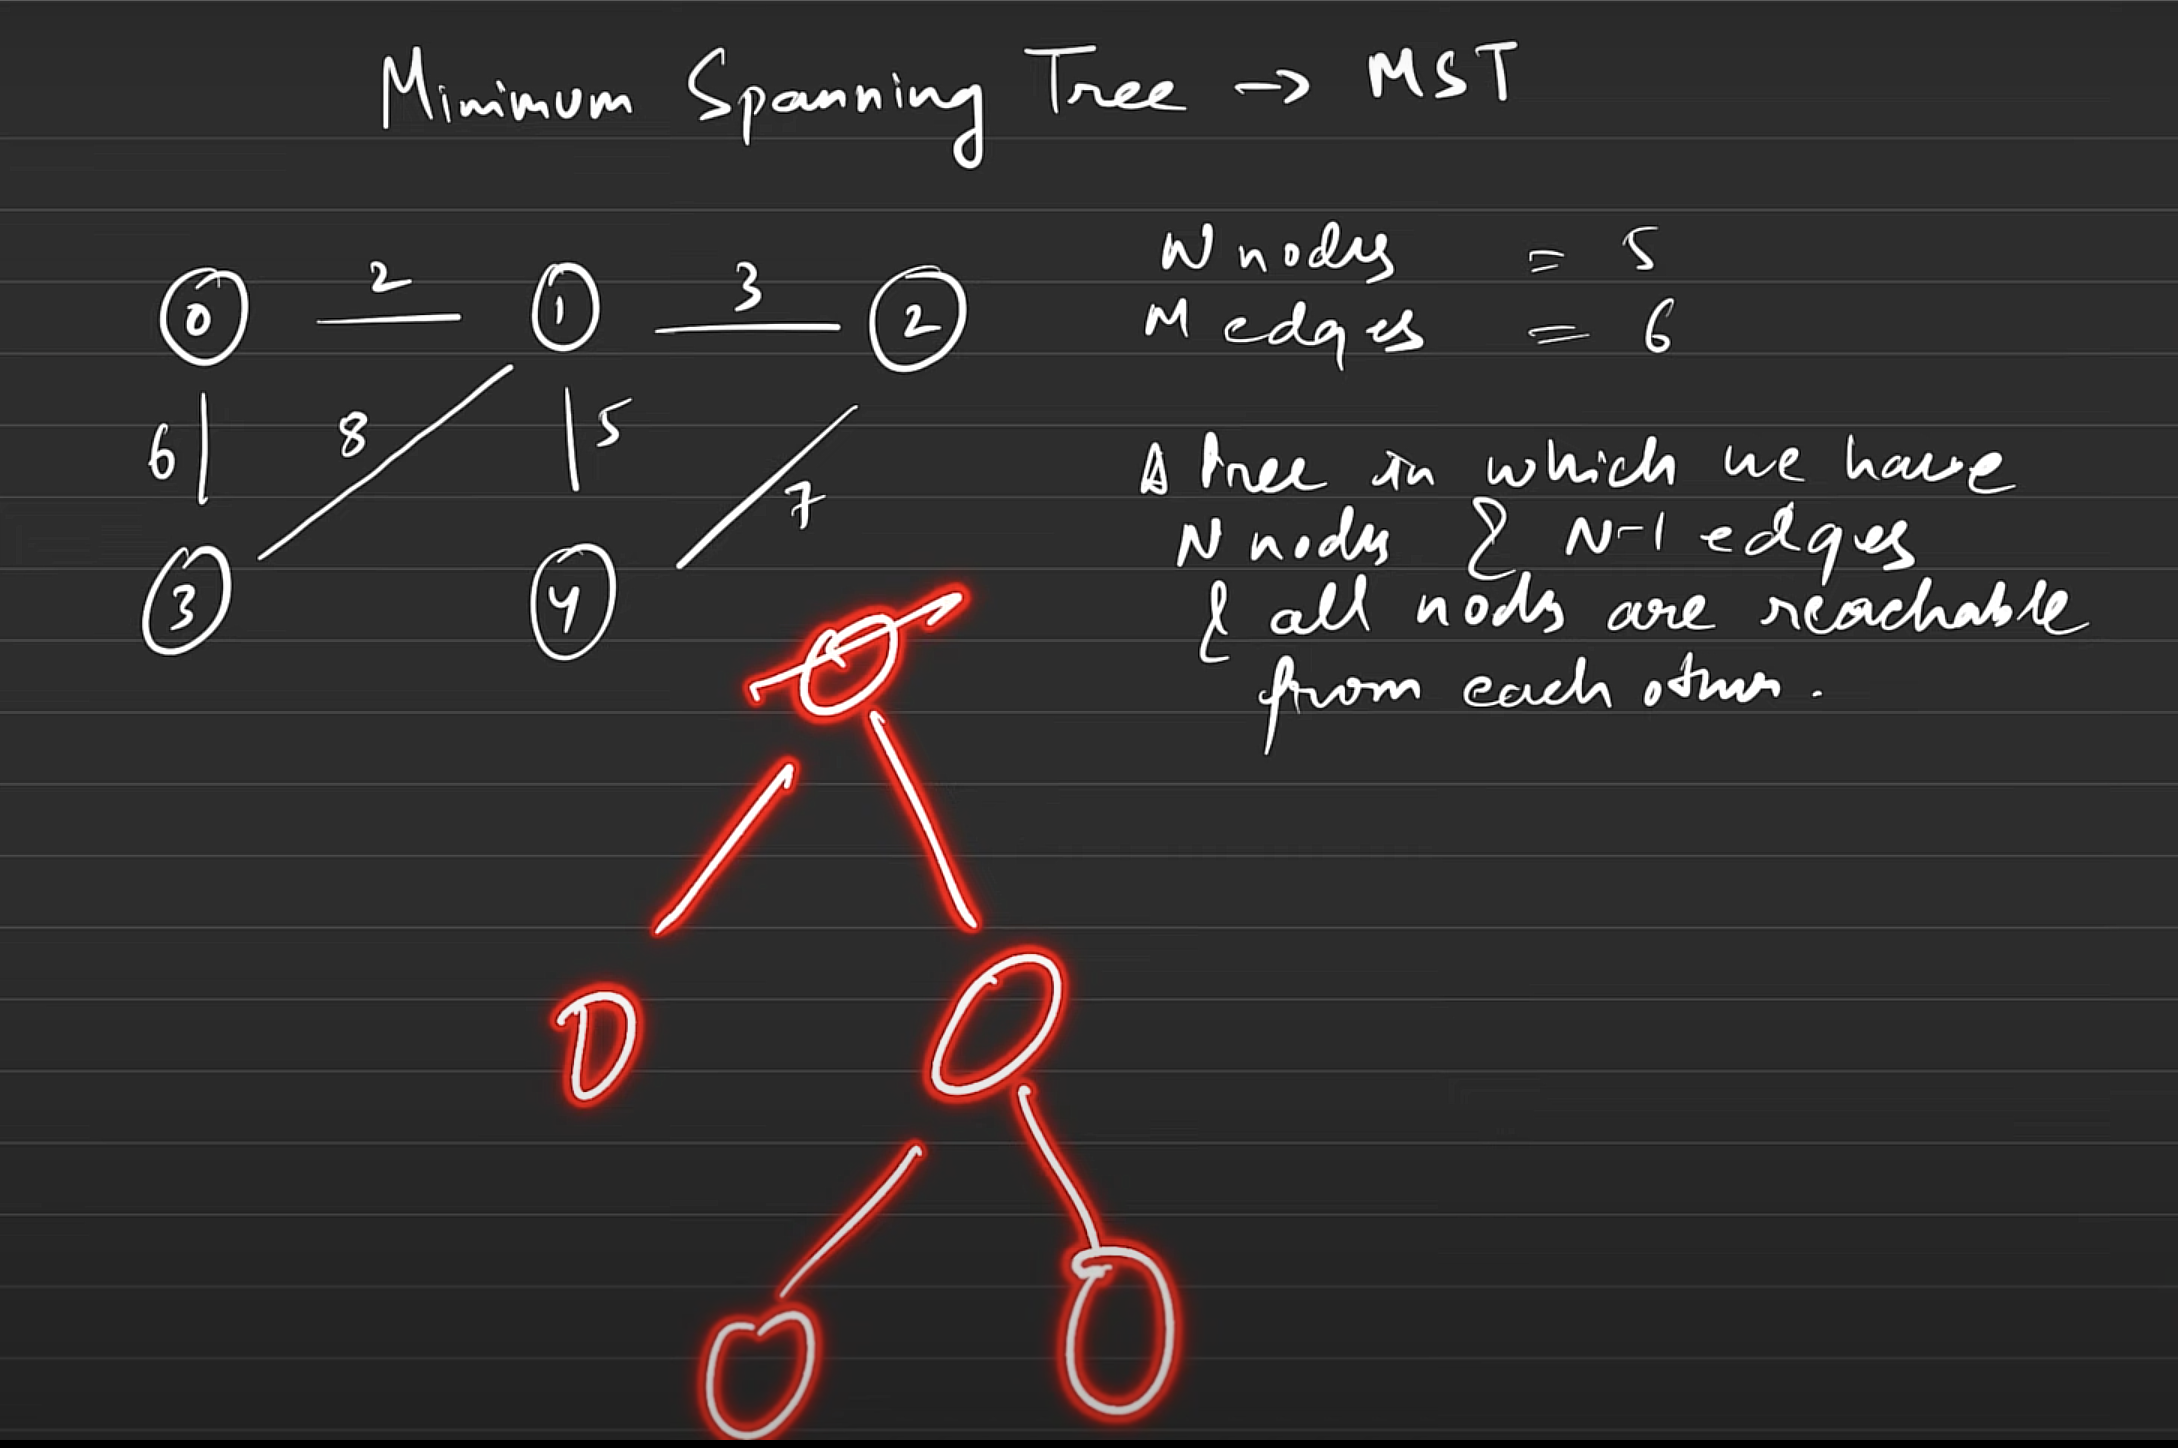 Minimum Spanning Tree → MST
N nodes = 5
M edges = 6
0 2 1 3 2
6 8 5 7
3 4
A tree in which we have
N nodes & N-1 edges
& all nodes are reachable
from each other.